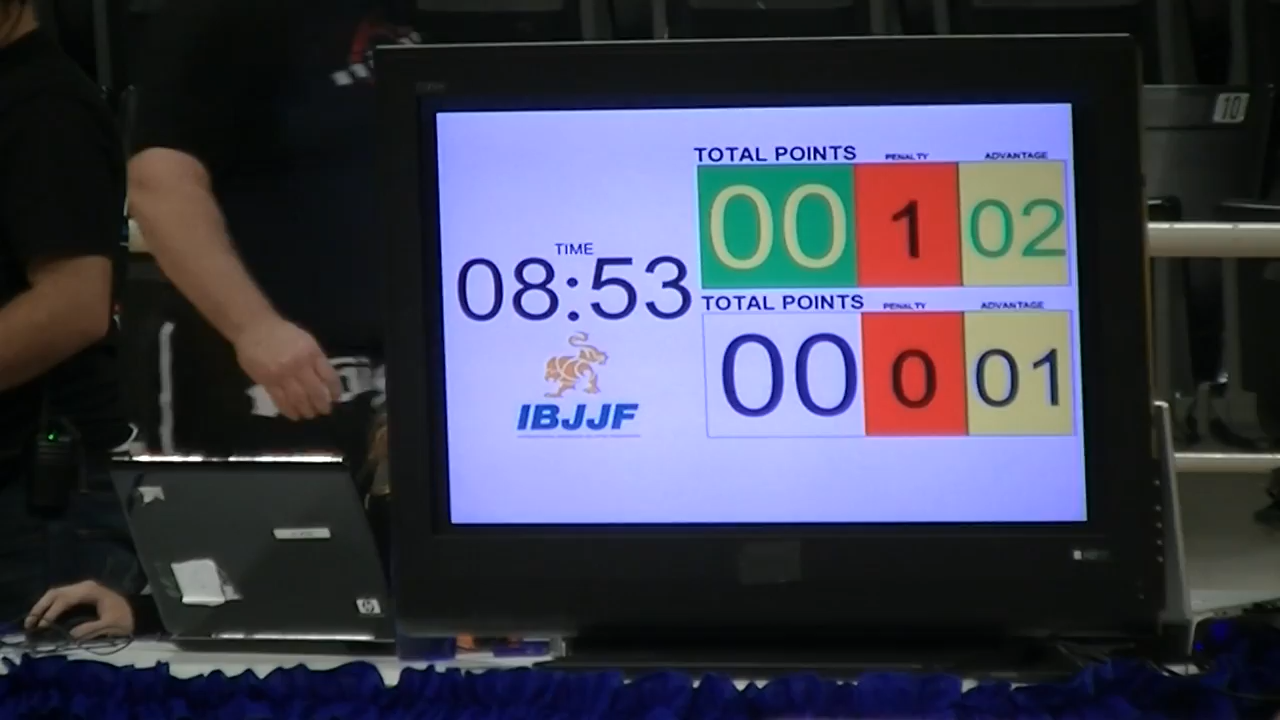 10
TOTAL POINTS PENALTY ADVANTAGE
00 1 02
TIME
08:53
TOTAL POINTS PENALTY ADVANTAGE
00 0 01
IBJJF
hp